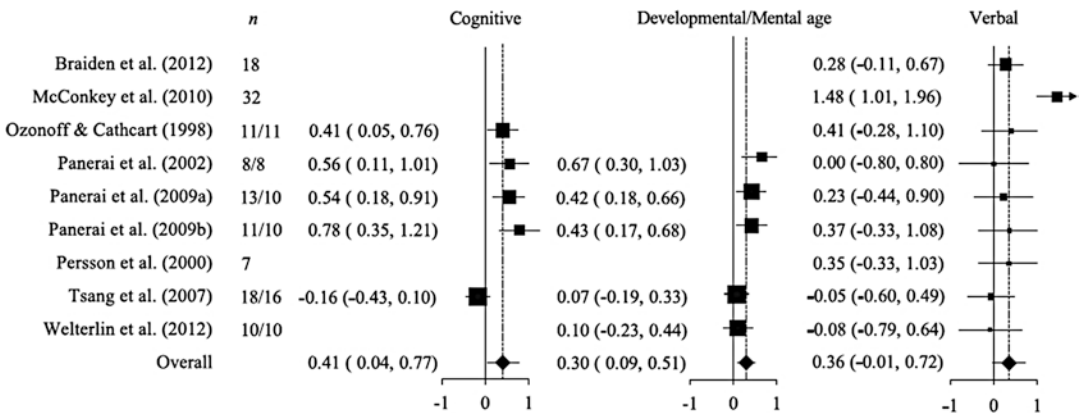 n Cognitive Developmental/Mental age Verbal
Braiden et al. (2012) 18 0.28 (-0.11, 0.67)
McConkey et al. (2010) 32 1.48 ( 1.01, 1.96)
Ozonoff & Cathcart (1998) 11/11 0.41 ( 0.05, 0.76) 0.41 (-0.28, 1.10)
Panerai et al. 2002) 8/8 0.56 ( 0.11, 1.01) 0.67 ( 0.30, 1.03) 0.00 (-0.80, 0.80)
Panerai et al. (2009a) 13/10 0.54 ( 0.18, 0.91) 0.42 ( 0.18, 0.66) 0.23 (-0.44, 0.90)
Panerai et al. (2009b) 11/10 0.78 ( 0.35, 1.21) 0.43 ( 0.17, 0.68) 0.37 (-0.33, 1.08)
Persson et al. (2000) 7 0.35 (-0.33, 1.03)
Tsang et al. (2007) 18/16 -0.16 (-0.43, 0.10) 0.07 (-0.19, 0.33) -0.05 (-0.60, 0.49)
Welterlin et al. (2012) 10/10 0.10 (-0.23, 0.44) -0.08 (-0.79, 0.64)
Overall 0.41 ( 0.04, 0.77) 0.30 ( 0.09, 0.51) 0.36 (-0.01, 0.72)
-1 0 1 -1 0 1 -1 0 1